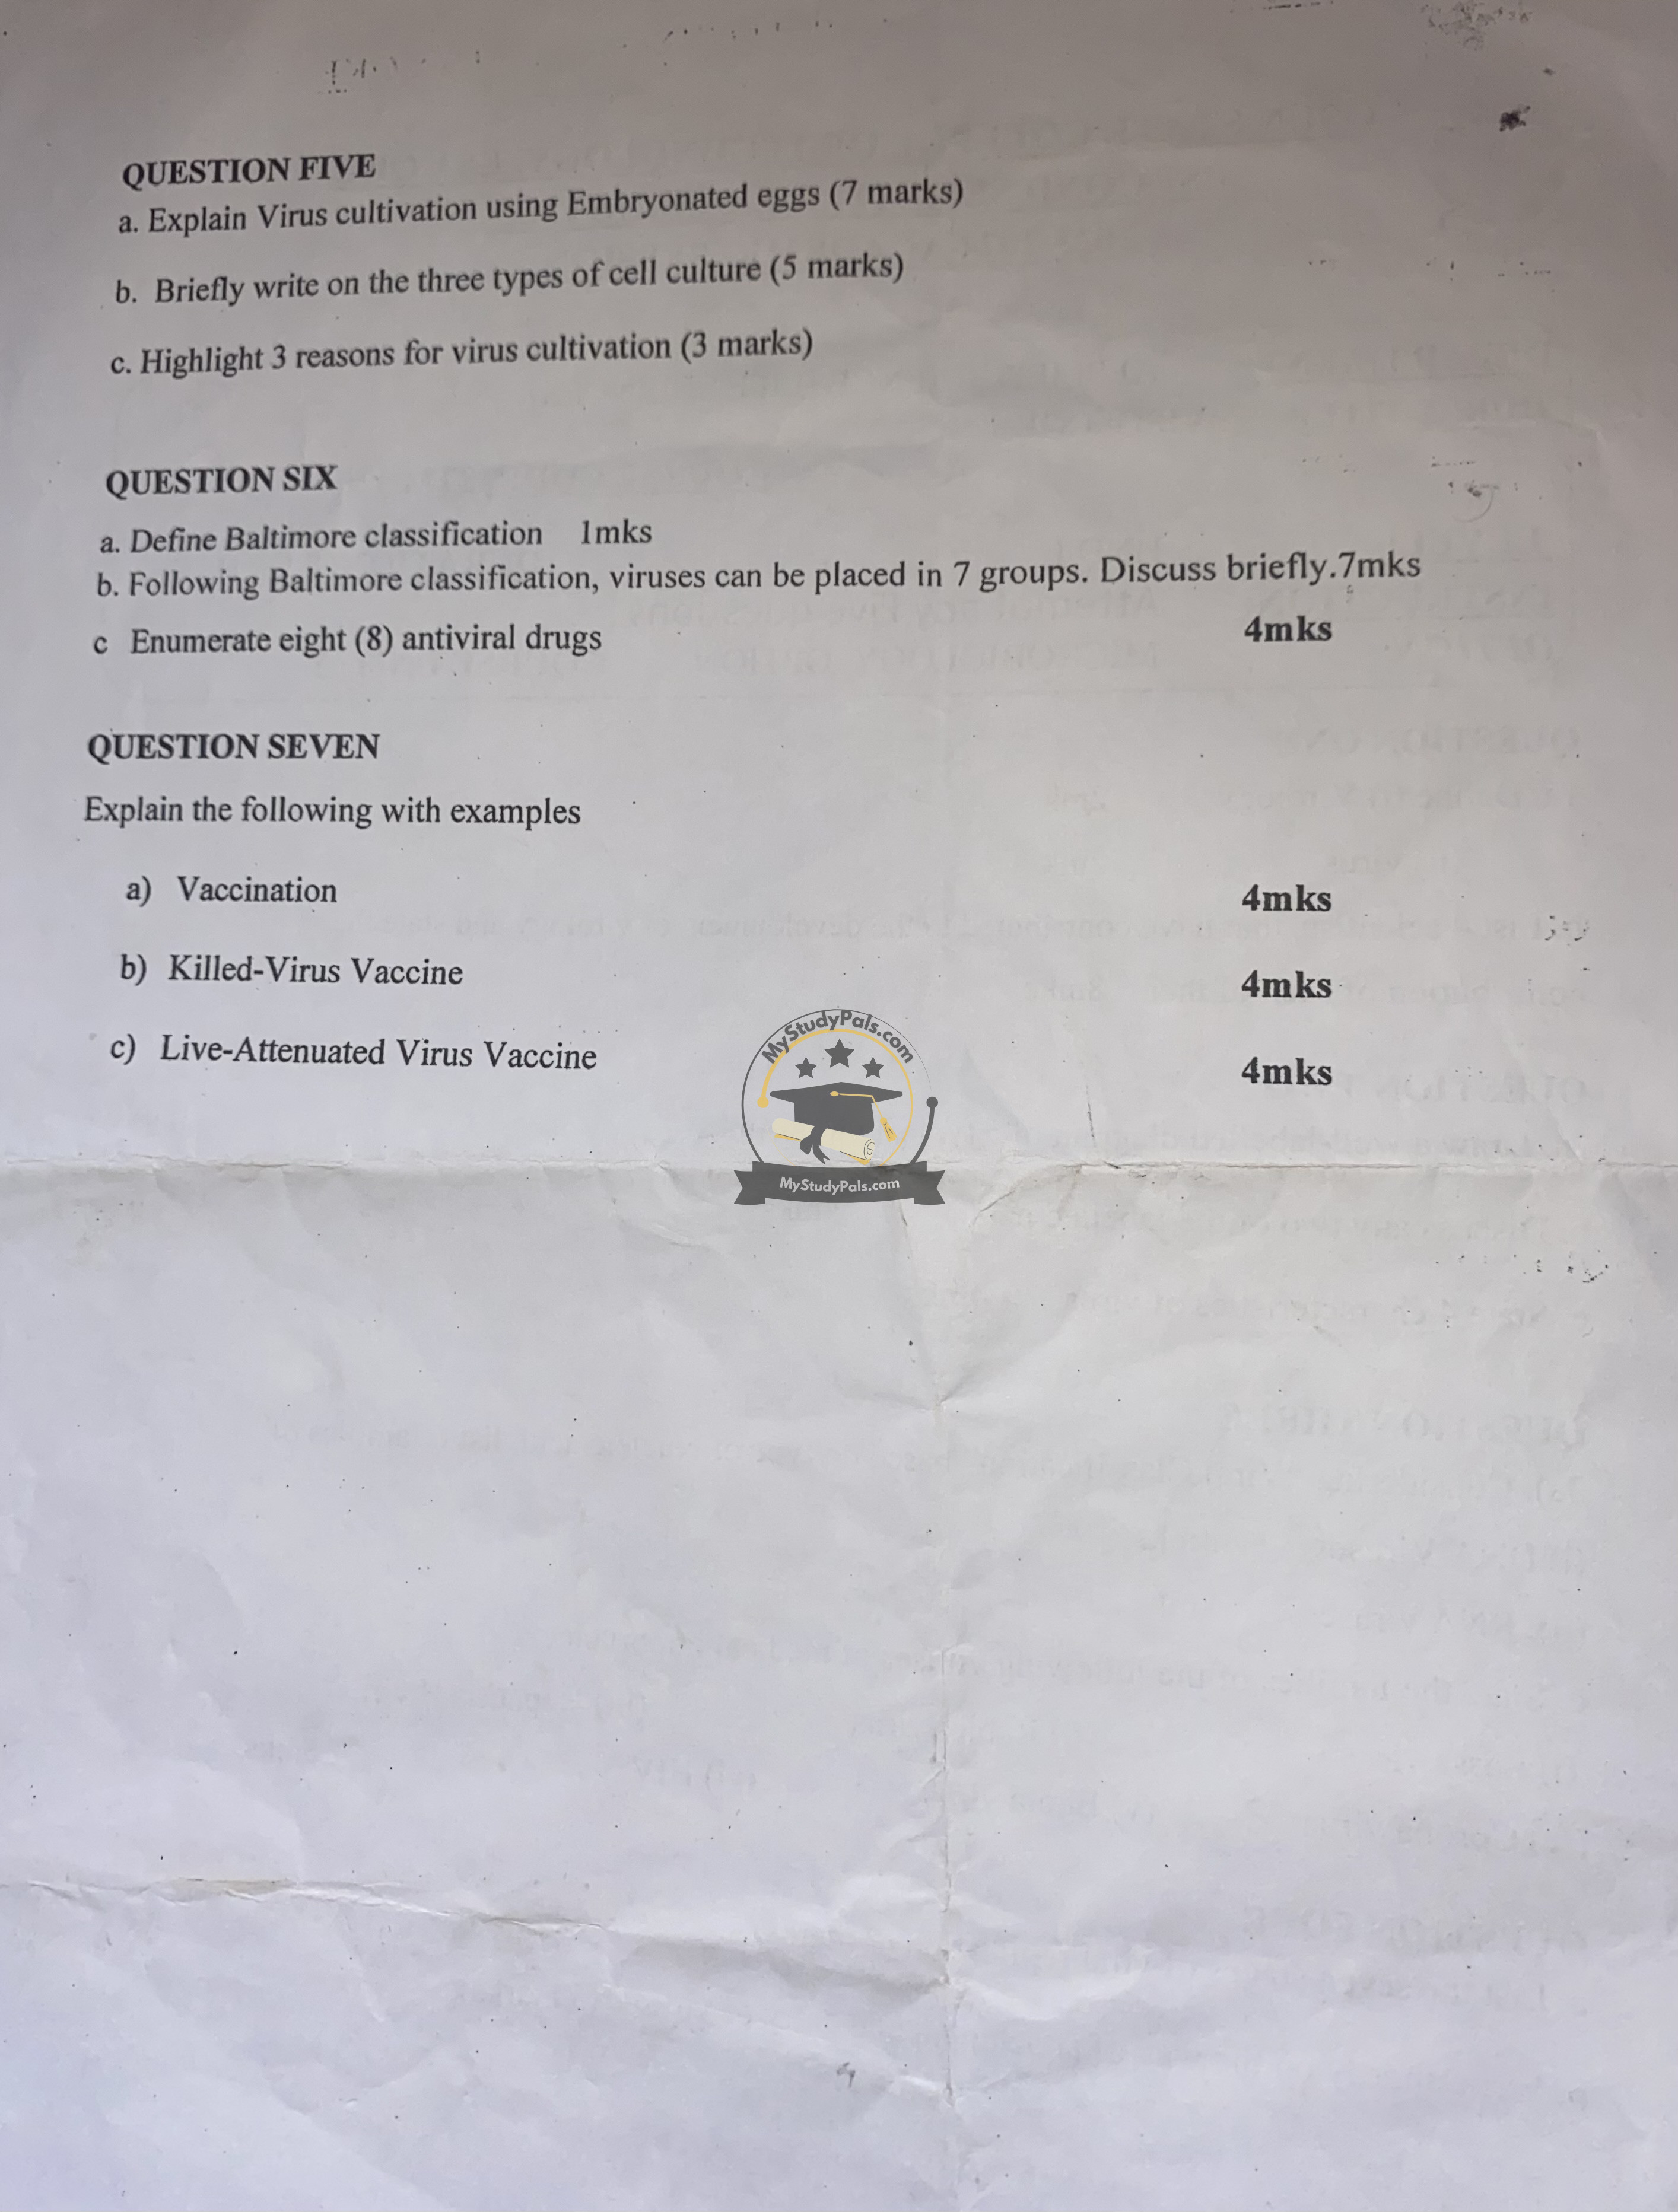 QUESTION FIVE
a. Explain Virus cultivation using Embryonated eggs (7 marks)
b. Briefly write on the three types of cell culture (5 marks)
c. Highlight 3 reasons for virus cultivation (3 marks)
QUESTION SIX
a. Define Baltimore classification 1mks
b. Following Baltimore classification, viruses can be placed in 7 groups. Discuss briefly.7mks
c Enumerate eight (8) antiviral drugs 4mks
QUESTION SEVEN
Explain the following with examples
a) Vaccination 4mks
b) Killed-Virus Vaccine 4mks
c) Live-Attenuated Virus Vaccine 4mks
MyStudyPals.com
MyStudyPals.com